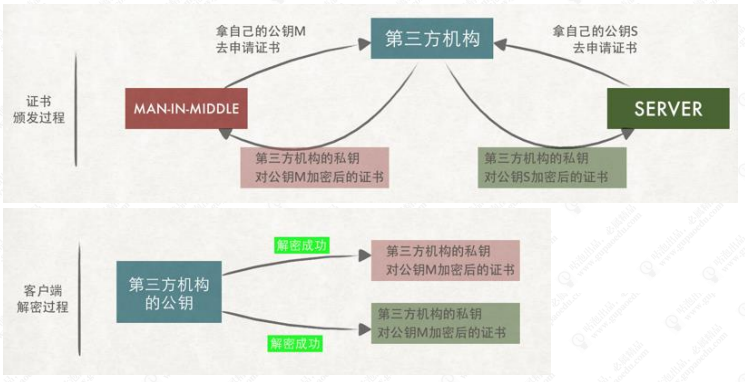 拿自己的公钥M
去申请证书
第三方机构
拿自己的公钥S
去申请证书
证书
颁发过程
MAN-IN-MIDDLE
SERVER
第三方机构的私钥
对公钥M加密后的证书
第三方机构的私钥
对公钥S加密后的证书
解密成功
第三方机构的私钥
对公钥M加密后的证书
客户端
解密过程
第三方机构
的公钥
第三方机构的私钥
对公钥M加密后的证书
解密成功